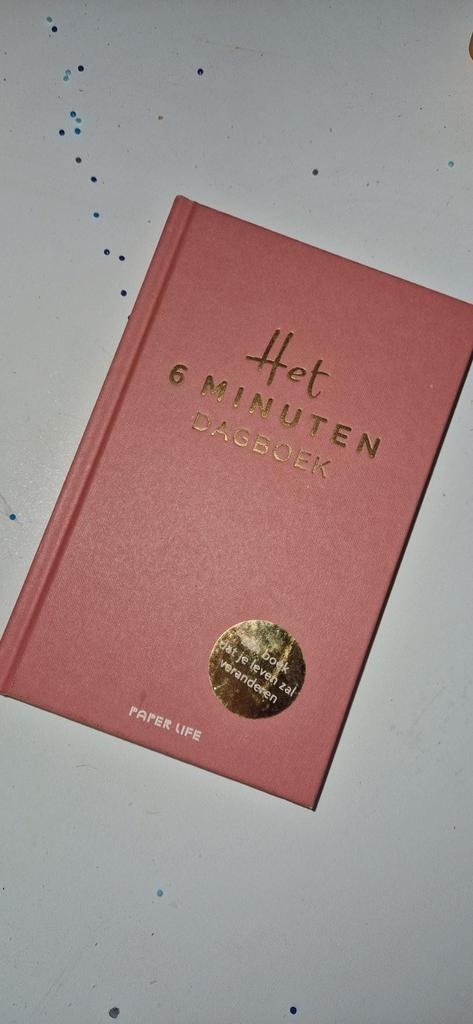 Het
6 MINUTEN
DAGBOEK
boek
dat je leven zal
veranderen
PAPER LIFE